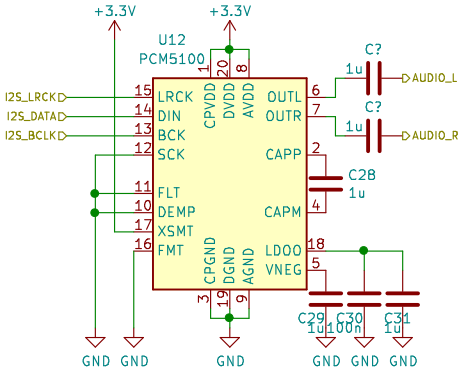 +3.3V
+3.3V
U12
PCM5100
C?
1u
AUDIO_L
C?
1u
AUDIO_R
I2S_LRCK
I2S_DATA
I2S_BCLK
1
20
8
CPVDD
DVDD
AVDD
15 LRCK
14 DIN
13 BCK
12 SCK
11 FLT
10 DEMP
17 XSMT
16 FMT
OUTL 6
OUTR 7
CAPP 2
CAPM 4
LDOO 18
VNEG 5
C28
1u
CPGND
DGND
AGND
3
19
9
C29
1u
C30
100n
C31
1u
GND
GND
GND
GND
GND
GND